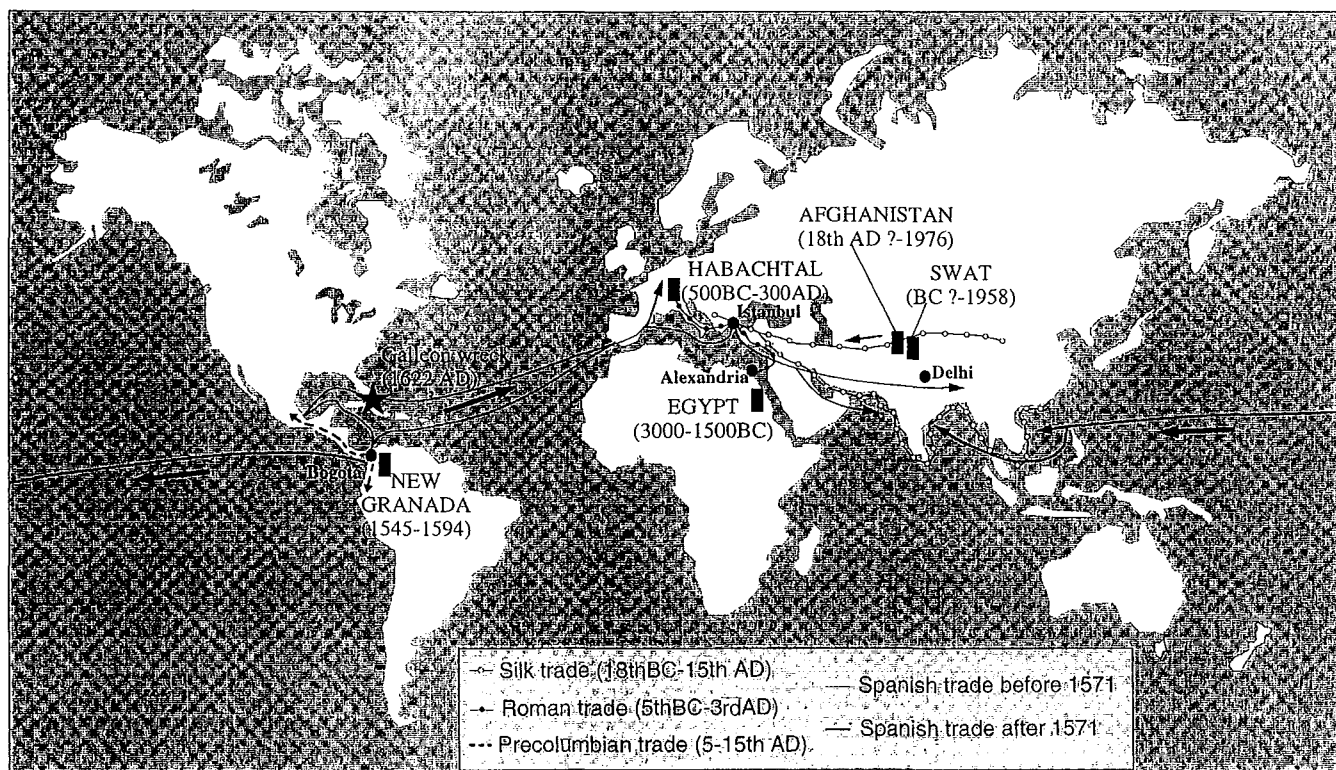 AFGHANISTAN
(18th AD ?-1976)
SWAT
(BC ?-1958)
HABACHTAL
(500BC-300AD)
Istanbul
Galleon wreck
(1622 AD)
Alexandria
Delhi
EGYPT
(3000-1500BC)
Bogota
NEW
GRANADA
(1545-1594)
Silk trade (18thBC-15th AD)
Roman trade (5thBC-3rdAD)
Precolumbian trade (5-15th AD)
Spanish trade before 1571
Spanish trade after 1571